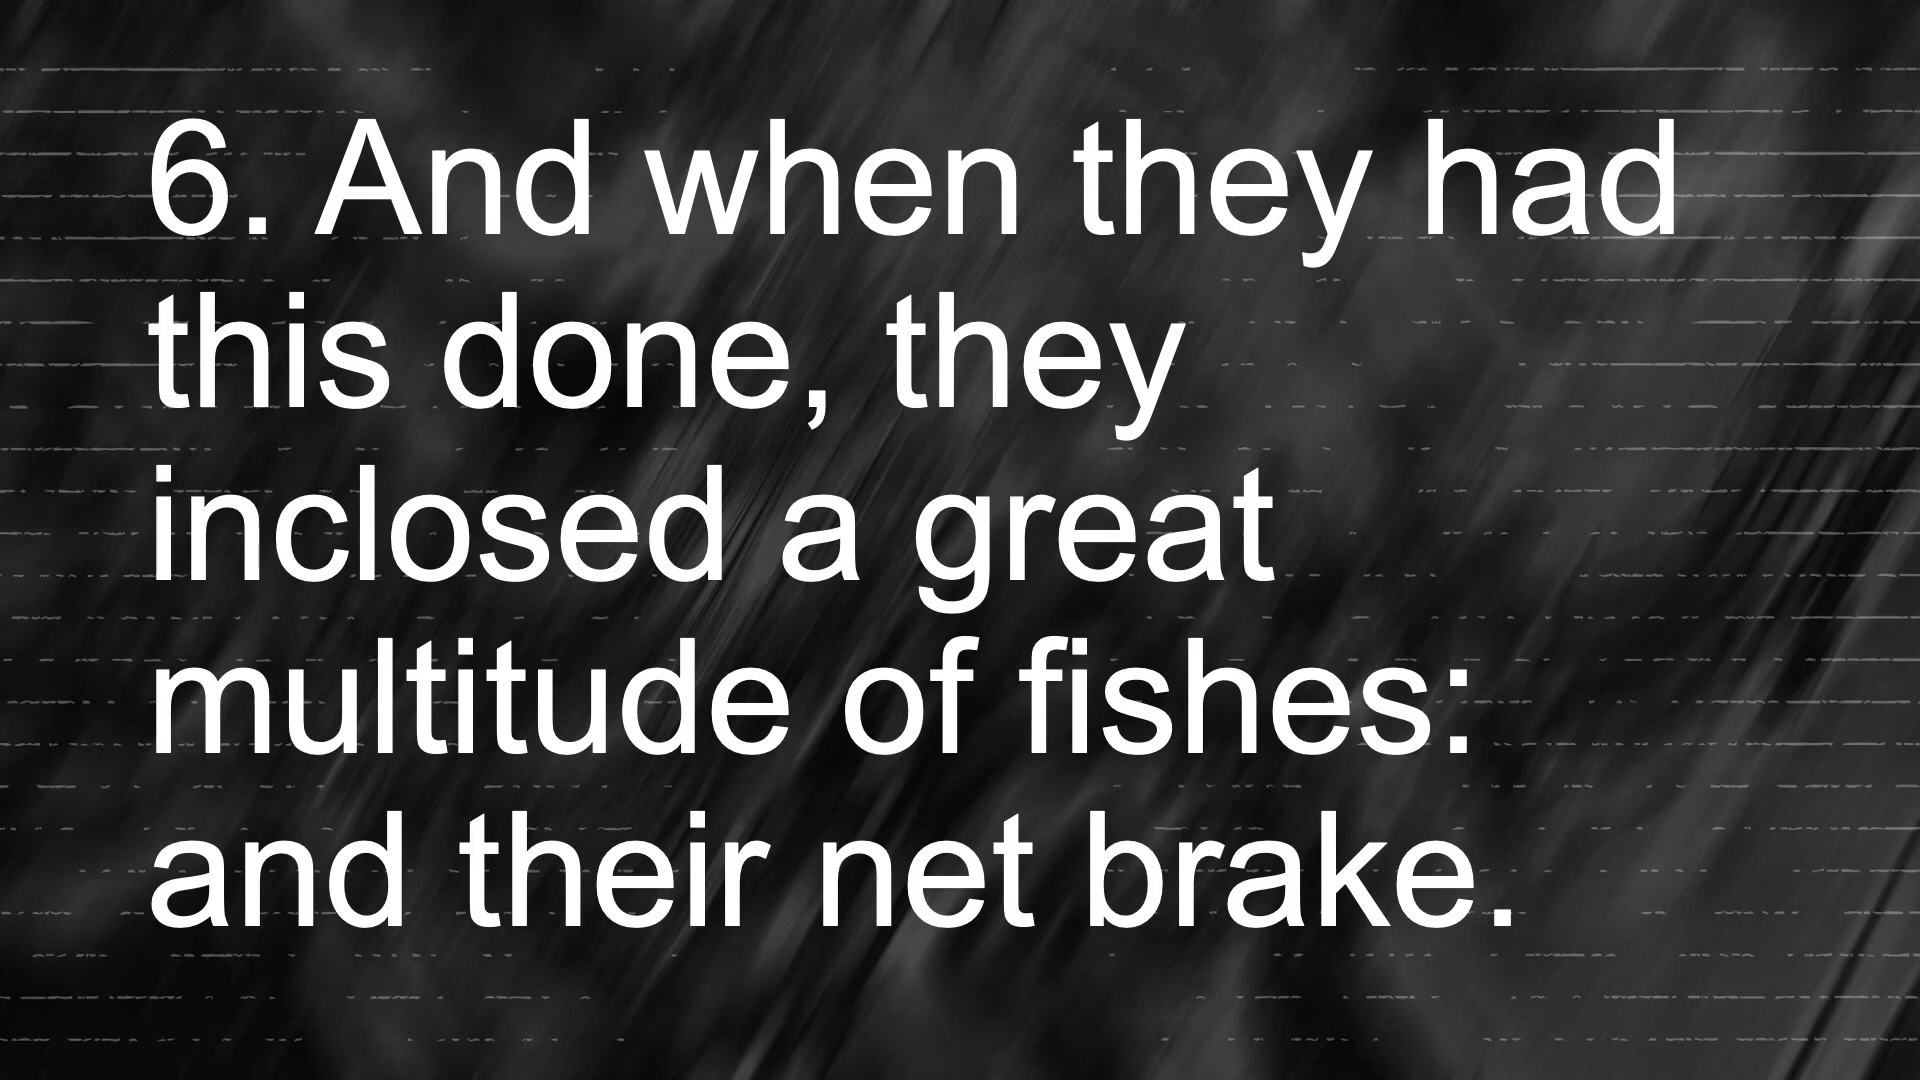 6. And when they had
this done, they
inclosed a great
multitude of fishes:
and their net brake.